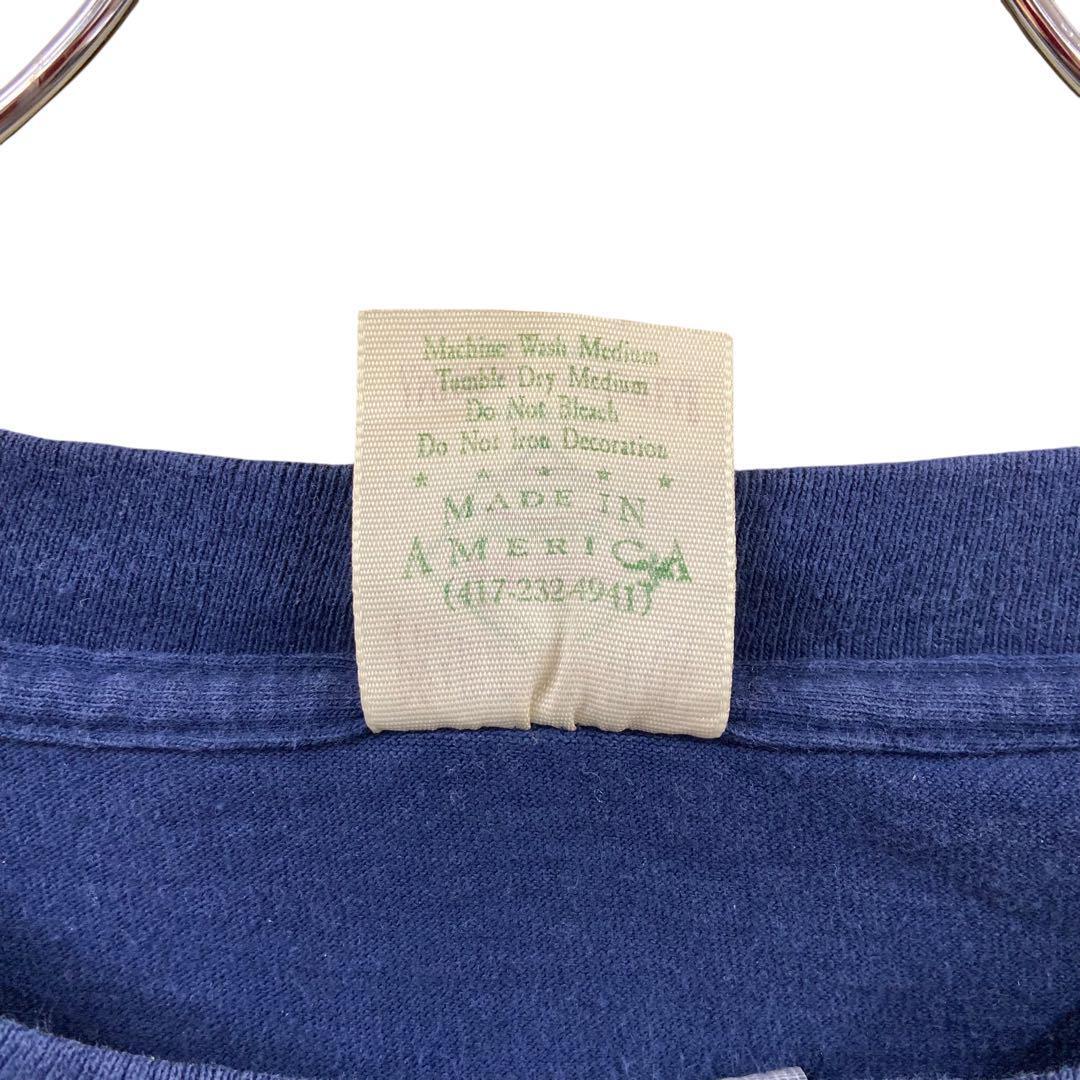 Machine Wash Medium
Tumble Dry Medium
Do Not Bleach
Do Not Iron Decoration
MADE IN
AMERICA
(417-232-4941)